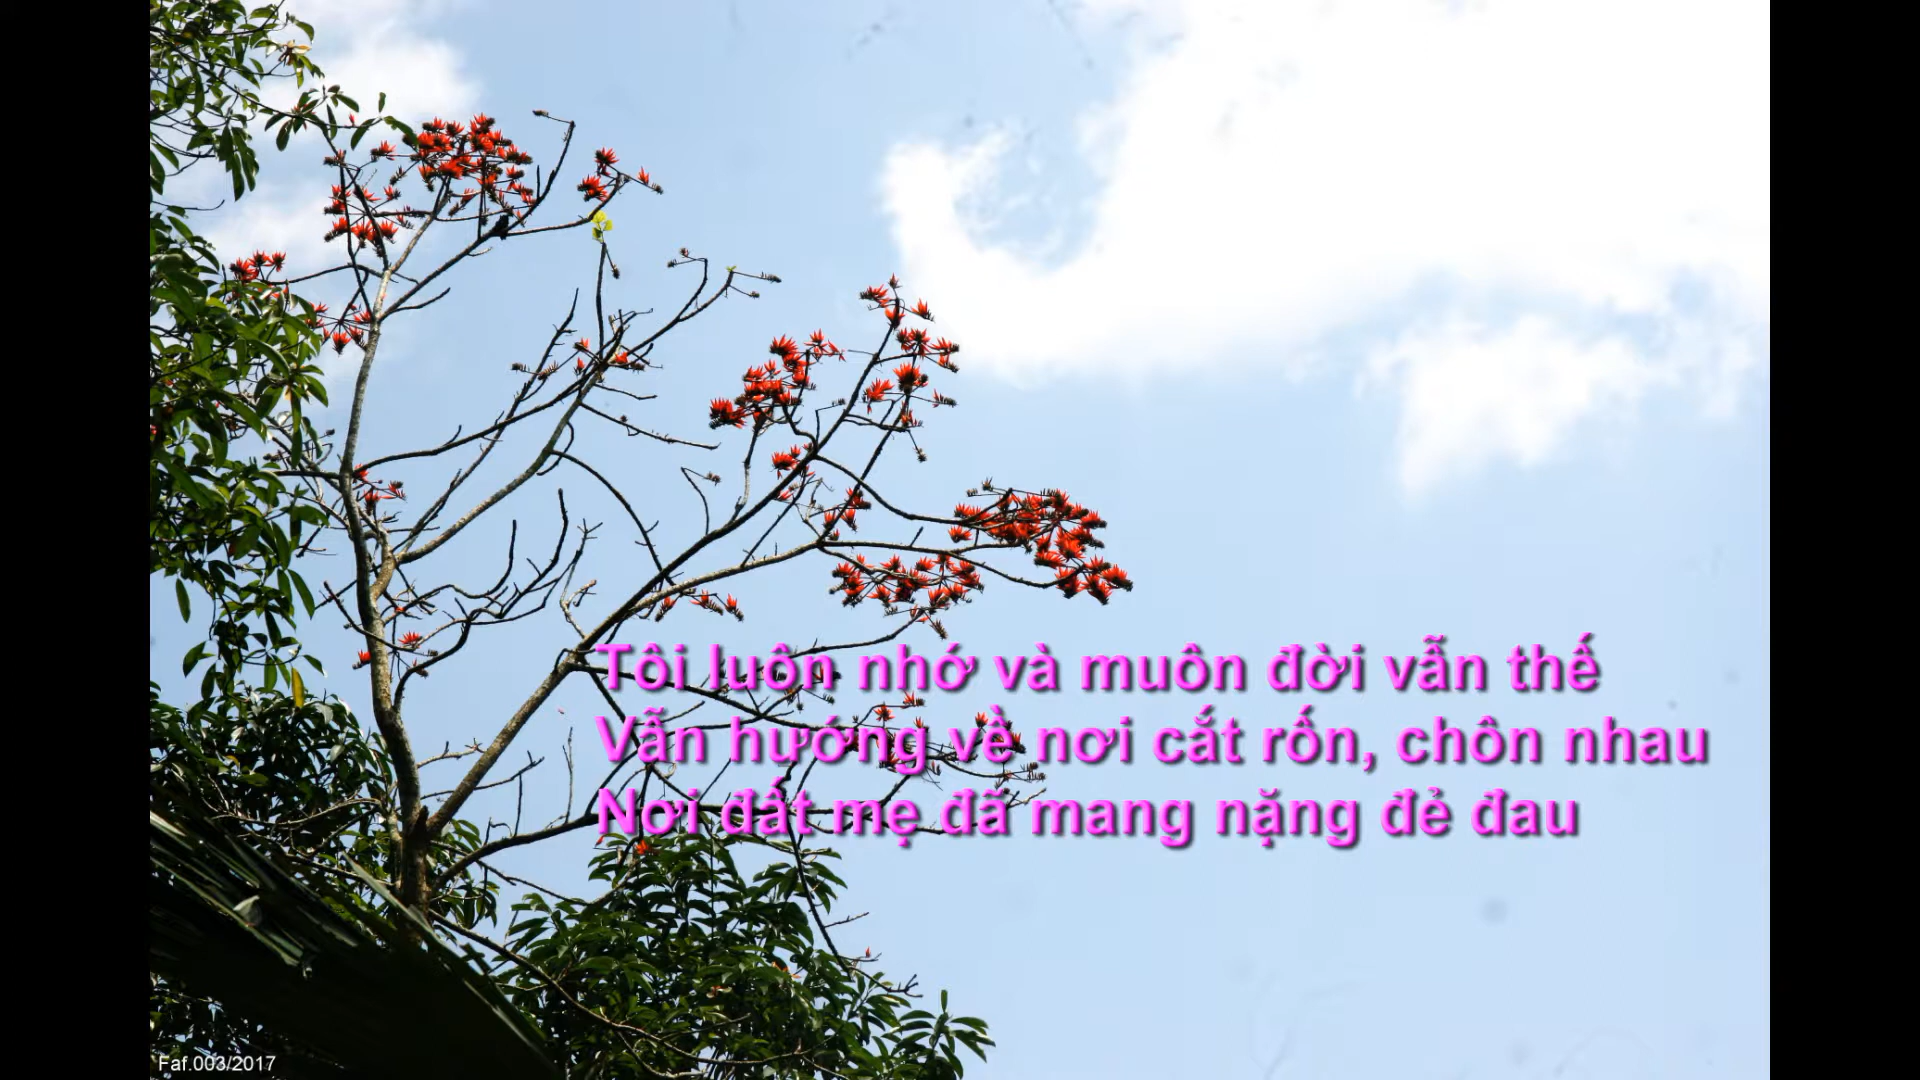 Tôi luôn nhớ và muôn đời vẫn thế
Vẫn hướng về nơi cắt rốn, chôn nhau
Nơi đất mẹ đã mang nặng đẻ đau
Faf.003/2017